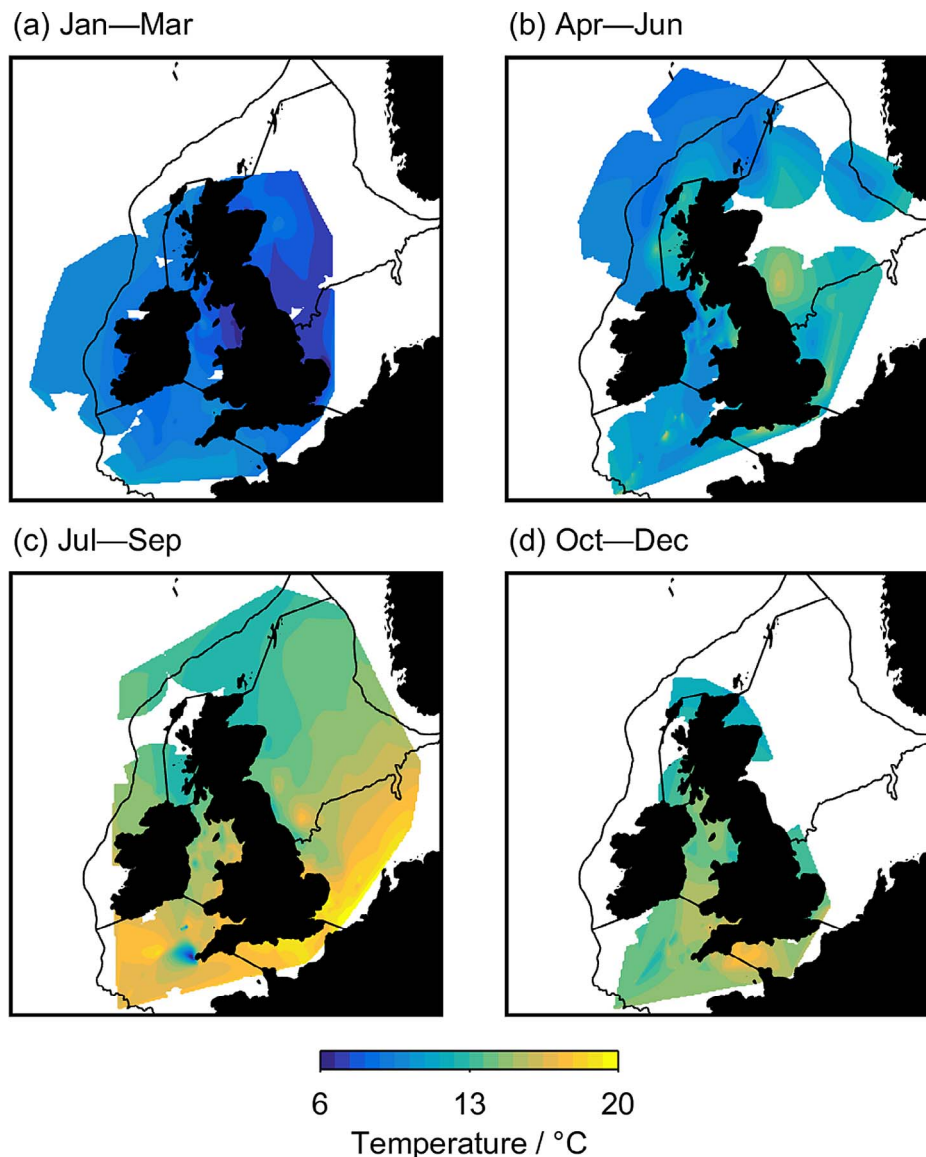 (a) Jan—Mar
(b) Apr—Jun
(c) Jul—Sep
(d) Oct—Dec
6 13 20
Temperature / °C